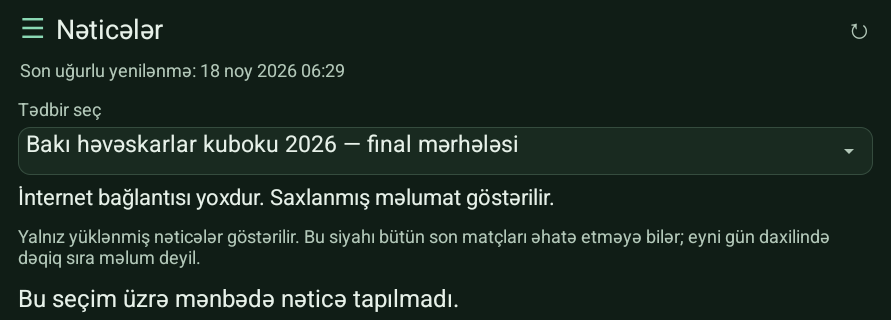 Nəticələr
Son uğurlu yenilənmə: 18 noy 2026 06:29
Tədbir seç
Bakı həvəskarlar kuboku 2026 — final mərhələsi
İnternet bağlantısı yoxdur. Saxlanmış məlumat göstərilir.
Yalnız yüklənmiş nəticələr göstərilir. Bu siyahı bütün son matçları əhatə etməyə bilər; eyni gün daxilində
dəqiq sıra məlum deyil.
Bu seçim üzrə mənbədə nəticə tapılmadı.